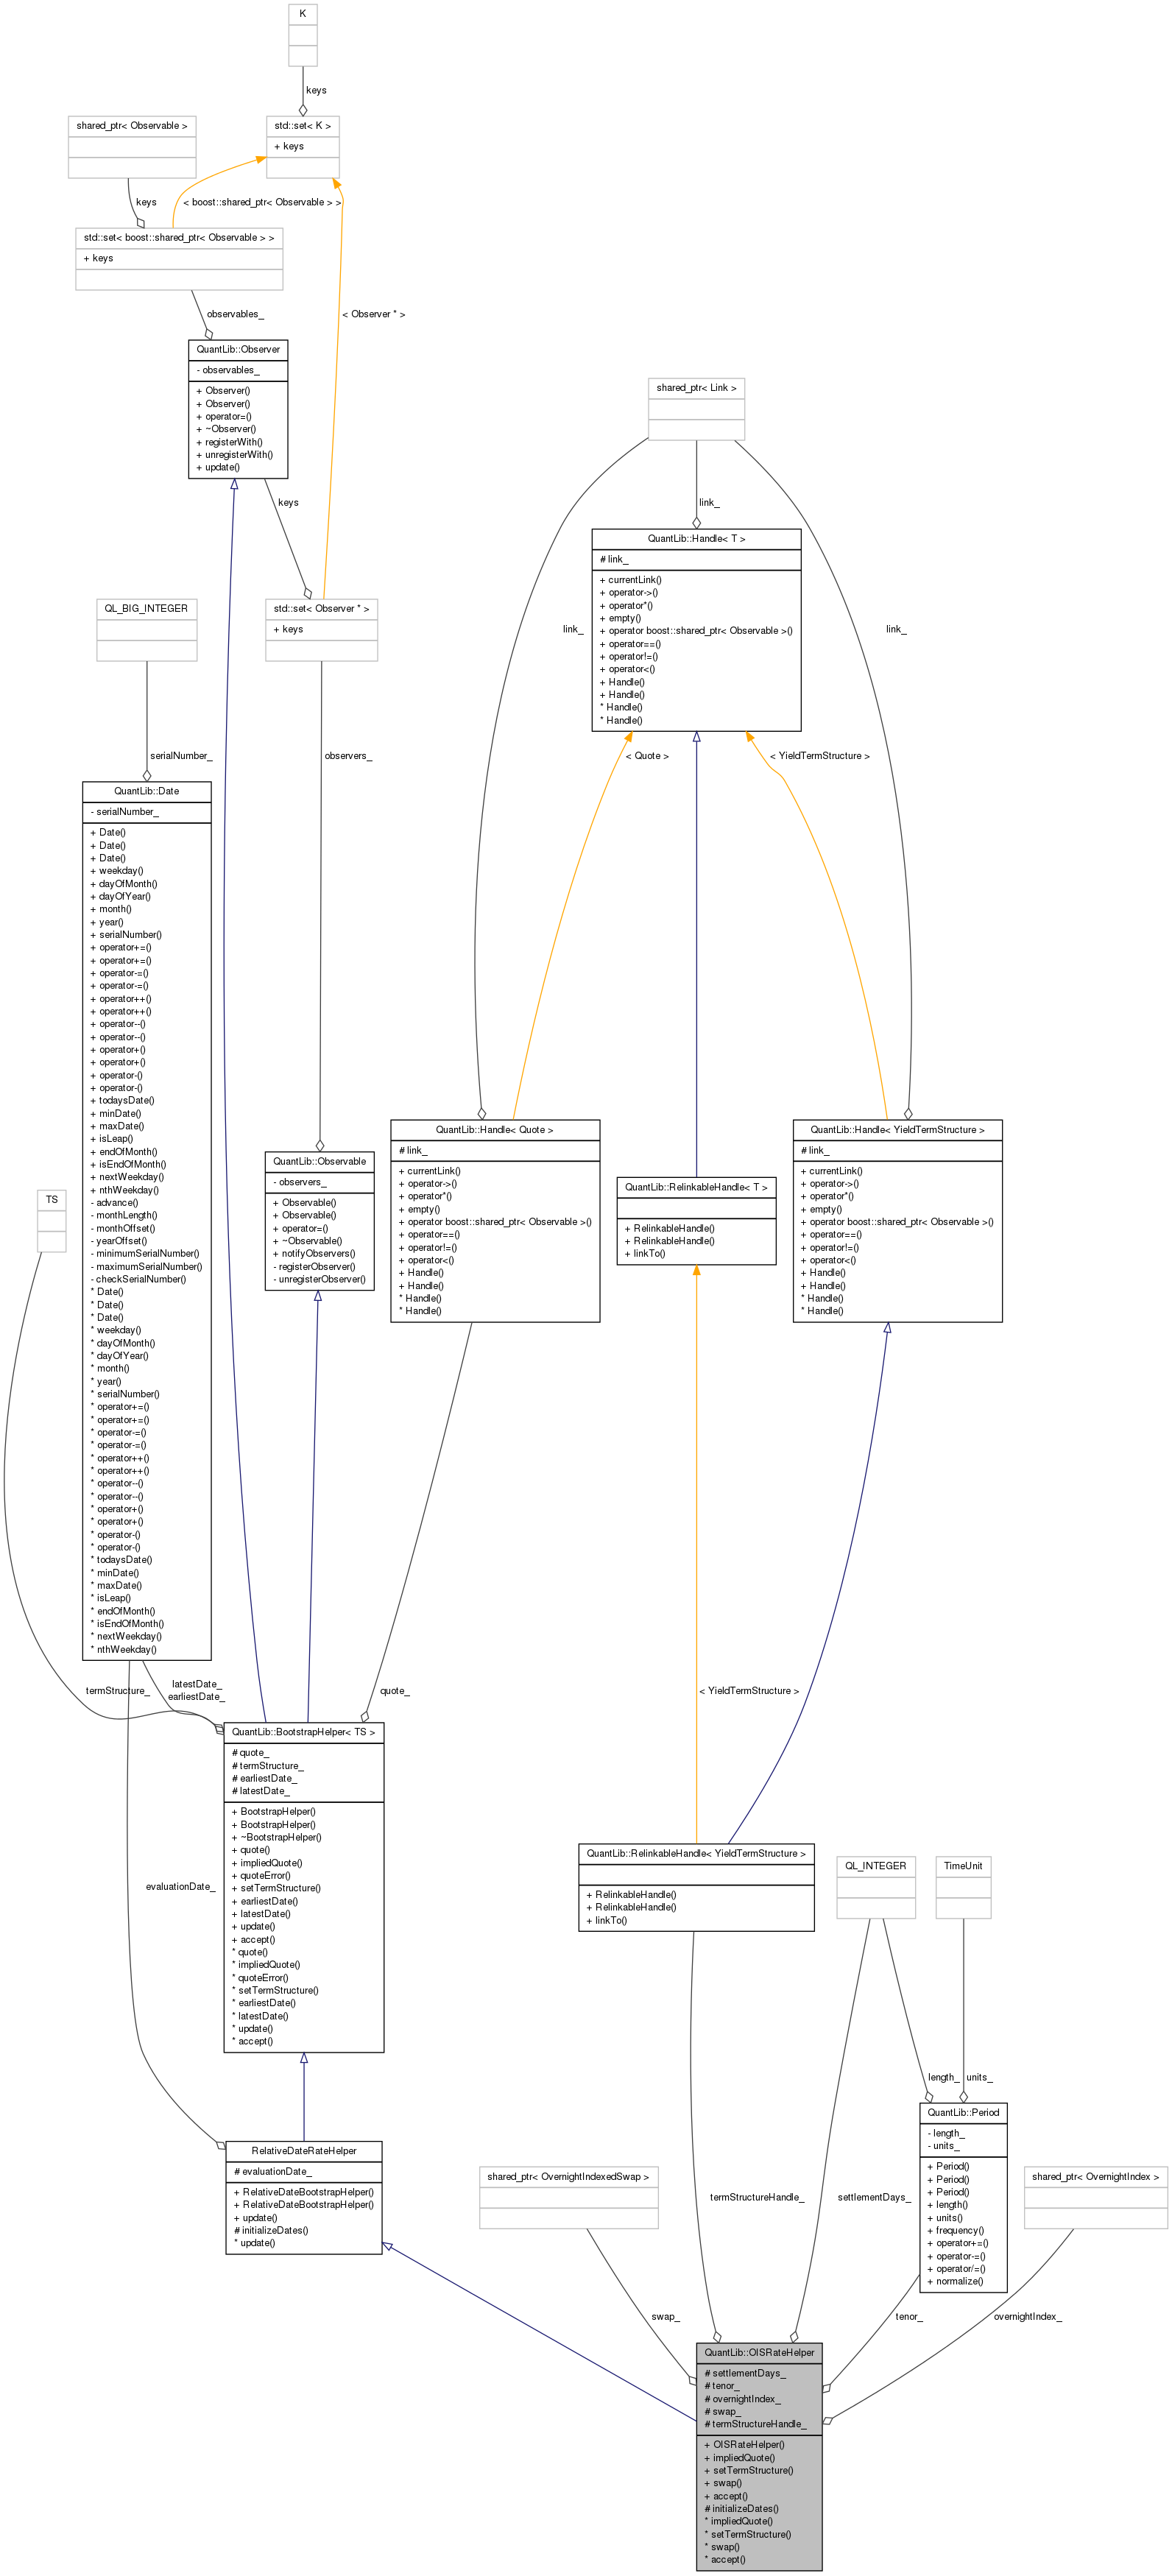 K
keys
shared_ptr< Observable >
std::set< K >
+ keys
keys
< boost::shared_ptr< Observable > >
std::set< boost::shared_ptr< Observable > >
+ keys
observables_
< Observer * >
QuantLib::Observer
- observables_
+ Observer()
+ Observer()
+ operator=()
+ ~Observer()
+ registerWith()
+ unregisterWith()
+ update()
shared_ptr< Link >
keys
link_
QuantLib::Handle< T >
# link_
+ currentLink()
+ operator->()
+ operator*()
+ empty()
+ operator boost::shared_ptr< Observable >()
+ operator==()
+ operator!=()
+ operator<()
+ Handle()
+ Handle()
* Handle()
* Handle()
QL_BIG_INTEGER
std::set< Observer * >
+ keys
link_
link_
serialNumber_
observers_
< Quote >
< YieldTermStructure >
QuantLib::Date
- serialNumber_
+ Date()
+ Date()
+ Date()
+ weekday()
+ dayOfMonth()
+ dayOfYear()
+ month()
+ year()
+ serialNumber()
+ operator+=()
+ operator+=()
+ operator-=()
+ operator-=()
+ operator++()
+ operator++()
+ operator--()
+ operator--()
+ operator+()
+ operator+()
+ operator-()
+ operator-()
+ todaysDate()
+ minDate()
+ maxDate()
+ isLeap()
+ endOfMonth()
+ isEndOfMonth()
+ nextWeekday()
+ nthWeekday()
- advance()
- monthLength()
- monthOffset()
- yearOffset()
- minimumSerialNumber()
- maximumSerialNumber()
- checkSerialNumber()
* Date()
* Date()
* Date()
* weekday()
* dayOfMonth()
* dayOfYear()
* month()
* year()
* serialNumber()
* operator+=()
* operator+=()
* operator-=()
* operator-=()
* operator++()
* operator++()
* operator--()
* operator--()
* operator+()
* operator+()
* operator-()
* operator-()
* todaysDate()
* minDate()
* maxDate()
* isLeap()
* endOfMonth()
* isEndOfMonth()
* nextWeekday()
* nthWeekday()
TS
QuantLib::Observable
- observers_
+ Observable()
+ Observable()
+ operator=()
+ ~Observable()
+ notifyObservers()
- registerObserver()
- unregisterObserver()
QuantLib::Handle< Quote >
# link_
+ currentLink()
+ operator->()
+ operator*()
+ empty()
+ operator boost::shared_ptr< Observable >()
+ operator==()
+ operator!=()
+ operator<()
+ Handle()
+ Handle()
* Handle()
* Handle()
QuantLib::RelinkableHandle< T >
+ RelinkableHandle()
+ RelinkableHandle()
+ linkTo()
QuantLib::Handle< YieldTermStructure >
# link_
+ currentLink()
+ operator->()
+ operator*()
+ empty()
+ operator boost::shared_ptr< Observable >()
+ operator==()
+ operator!=()
+ operator<()
+ Handle()
+ Handle()
* Handle()
* Handle()
termStructure_
latestDate_
earliestDate_
quote_
< YieldTermStructure >
QuantLib::BootstrapHelper< TS >
# quote_
# termStructure_
# earliestDate_
# latestDate_
+ BootstrapHelper()
+ BootstrapHelper()
+ ~BootstrapHelper()
+ quote()
+ impliedQuote()
+ quoteError()
+ setTermStructure()
+ earliestDate()
+ latestDate()
+ update()
+ accept()
* quote()
* impliedQuote()
* quoteError()
* setTermStructure()
* earliestDate()
* latestDate()
* update()
* accept()
evaluationDate_
QuantLib::RelinkableHandle< YieldTermStructure >
+ RelinkableHandle()
+ RelinkableHandle()
+ linkTo()
QL_INTEGER
TimeUnit
length_
units_
RelativeDateRateHelper
# evaluationDate_
+ RelativeDateBootstrapHelper()
+ RelativeDateBootstrapHelper()
+ update()
# initializeDates()
* update()
shared_ptr< OvernightIndexedSwap >
termStructureHandle_
settlementDays_
QuantLib::Period
- length_
- units_
+ Period()
+ Period()
+ Period()
+ length()
+ units()
+ frequency()
+ operator+=()
+ operator-=()
+ operator/=()
+ normalize()
shared_ptr< OvernightIndex >
swap_
tenor_
overnightIndex_
QuantLib::OISRateHelper
# settlementDays_
# tenor_
# overnightIndex_
# swap_
# termStructureHandle_
+ OISRateHelper()
+ impliedQuote()
+ setTermStructure()
+ swap()
+ accept()
# initializeDates()
* impliedQuote()
* setTermStructure()
* swap()
* accept()